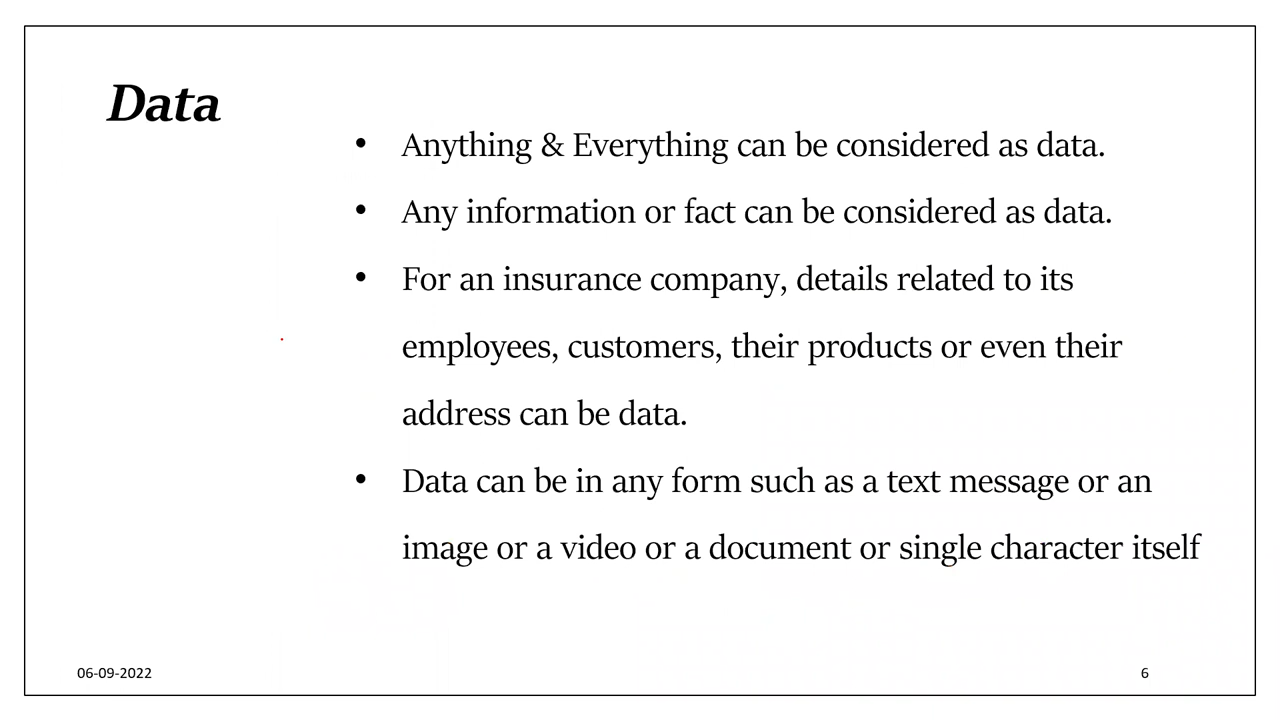 Data
• Anything & Everything can be considered as data.
• Any information or fact can be considered as data.
• For an insurance company, details related to its
employees, customers, their products or even their
address can be data.
• Data can be in any form such as a text message or an
image or a video or a document or single character itself
06-09-2022
6